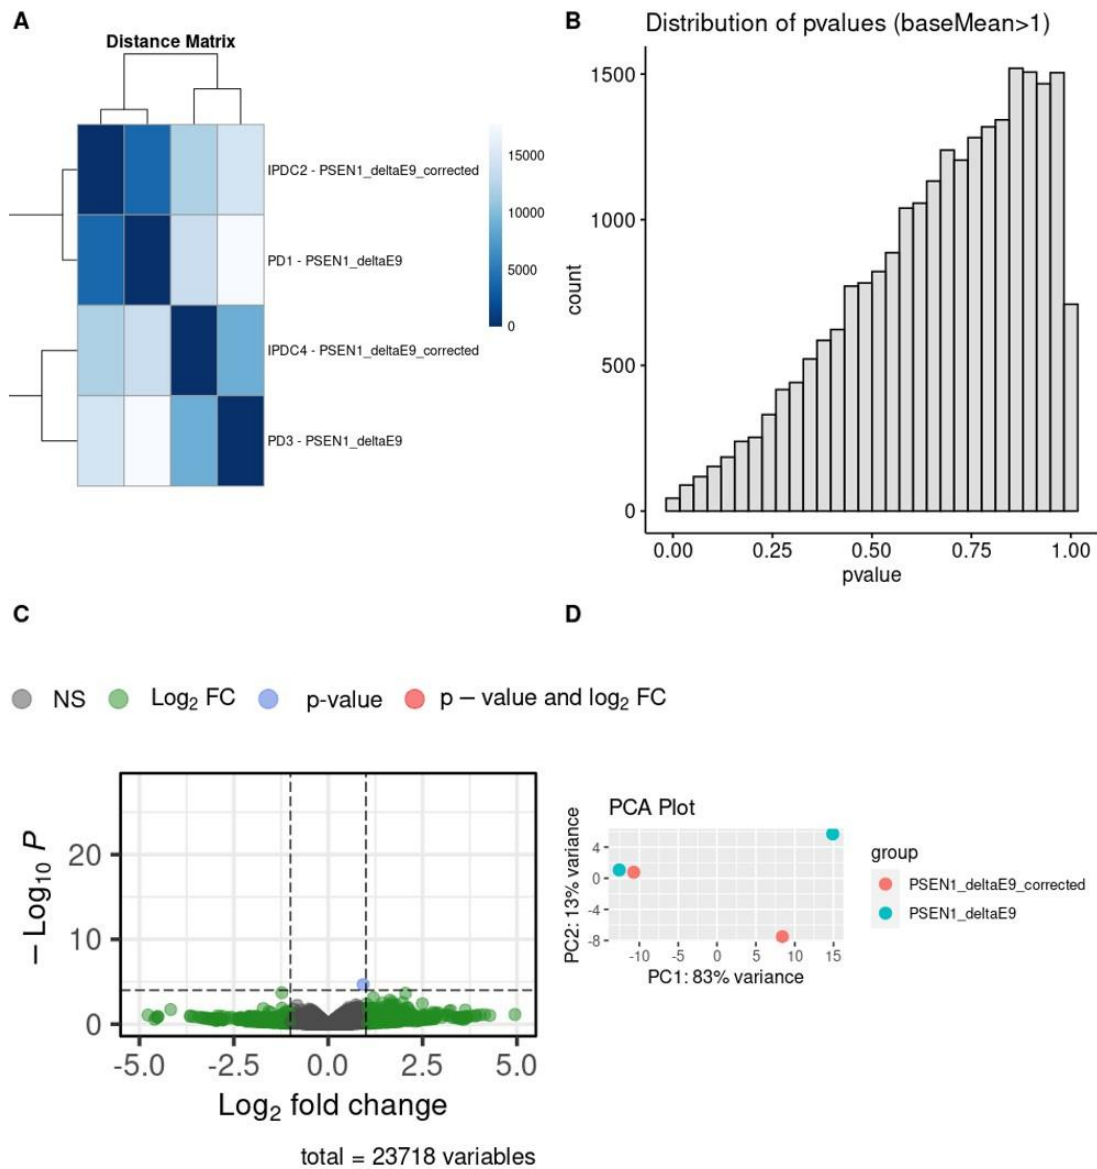 A
Distance Matrix
15000
10000
5000
0
IPDC2 - PSEN1_deltaE9_corrected
PD1 - PSEN1_deltaE9
IPDC4 - PSEN1_deltaE9_corrected
PD3 - PSEN1_deltaE9
B
Distribution of pvalues (baseMean>1)
count
1500
1000
500
0
0.00 0.25 0.50 0.75 1.00
pvalue
C
NS Log2 FC p-value p − value and log2 FC
− Log10 P
20
10
0
-5.0 -2.5 0.0 2.5 5.0
Log2 fold change
total = 23718 variables
D
PCA Plot
PC2: 13% variance
4
0
-4
-8
-10 -5 0 5 10 15
PC1: 83% variance
group
PSEN1_deltaE9_corrected
PSEN1_deltaE9